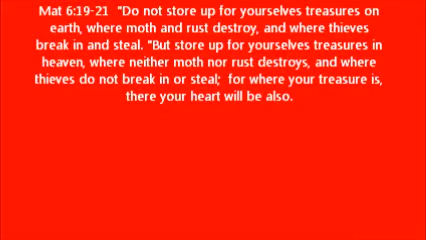 Mat 6:19-21  "Do not store up for yourselves treasures on
earth, where moth and rust destroy, and where thieves
break in and steal. "But store up for yourselves treasures in
heaven, where neither moth nor rust destroys, and where
thieves do not break in or steal;  for where your treasure is,
there your heart will be also.